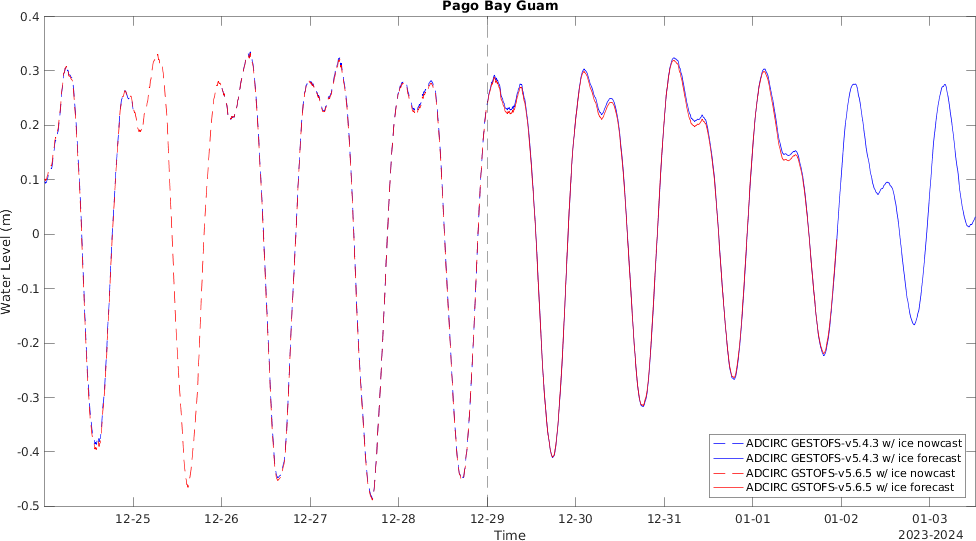 Pago Bay Guam
0.4
0.3
0.2
0.1
0
-0.1
-0.2
-0.3
-0.4
-0.5
Water Level (m)
ADCIRC GESTOFS-v5.4.3 w/ ice nowcast
ADCIRC GESTOFS-v5.4.3 w/ ice forecast
ADCIRC GSTOFS-v5.6.5 w/ ice nowcast
ADCIRC GSTOFS-v5.6.5 w/ ice forecast
12-25 12-26 12-27 12-28 12-29 12-30 12-31 01-01 01-02 01-03
Time
2023-2024